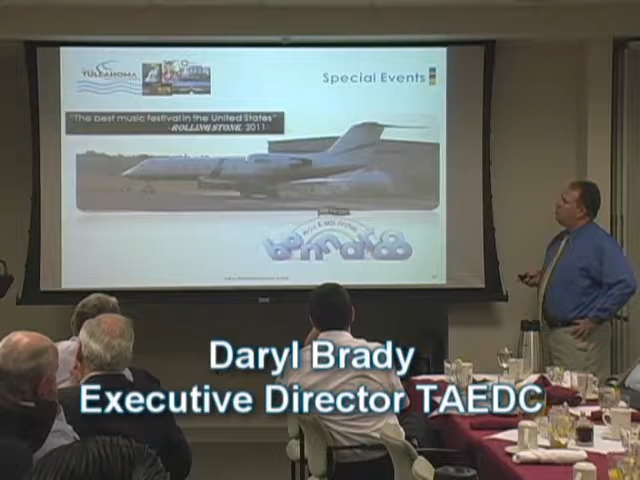 TULLAHOMA
Special Events
"The best music festival in the United States"
-ROLLING STONE, 2011
bonnaroo
Daryl Brady
Executive Director TAEDC